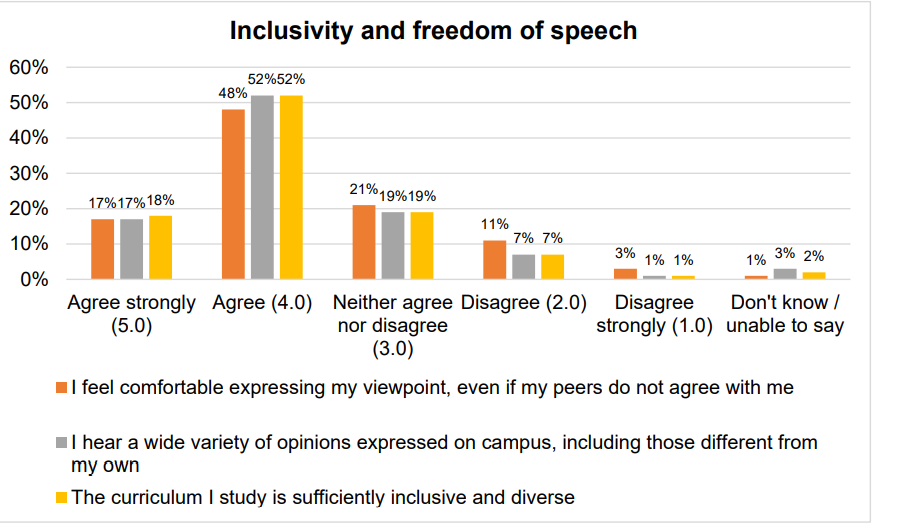 Inclusivity and freedom of speech
60%
50%
40%
30%
20%
10%
0%
17% 17% 18%
48% 52% 52%
21% 19% 19%
11% 7% 7%
3% 1% 1%
1% 3% 2%
Agree strongly
(5.0)
Agree (4.0)
Neither agree
nor disagree
(3.0)
Disagree (2.0)
Disagree
strongly (1.0)
Don't know /
unable to say
I feel comfortable expressing my viewpoint, even if my peers do not agree with me
I hear a wide variety of opinions expressed on campus, including those different from
my own
The curriculum I study is sufficiently inclusive and diverse